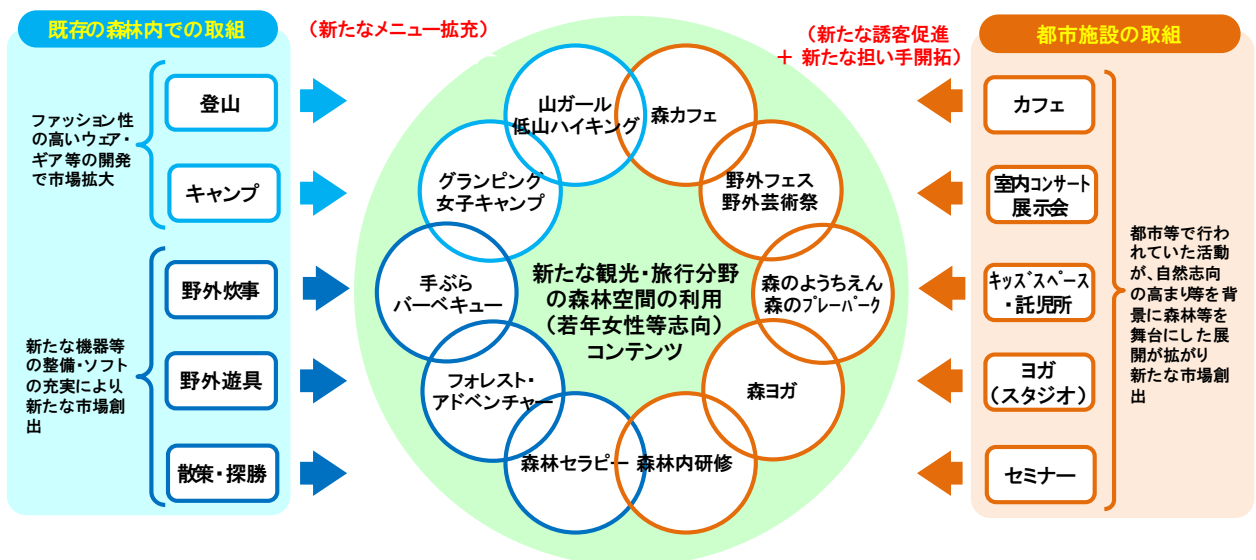 既存の森林内での取組
(新たなメニュー拡充)
(新たな誘客促進
+ 新たな担い手開拓)
都市施設の取組
ファッション性
の高いウェア・
ギア等の開発
で市場拡大
登山
キャンプ
新たな機器等
の整備・ソフト
の充実により、
新たな市場創
出
野外炊事
野外遊具
散策・探勝
山ガール
低山ハイキング
森カフェ
グランピング
女子キャンプ
野外フェス
野外芸術祭
手ぶら
バーベキュー
新たな観光・旅行分野
の森林空間の利用
(若年女性等志向)
コンテンツ
森のようちえん
森のプレーパーク
フォレスト・
アドベンチャー
森ヨガ
森林セラピー
森林内研修
カフェ
室内コンサート
展示会
キッズスペース
・託児所
ヨガ
(スタジオ)
セミナー
都市等で行わ
れていた活動
が、自然志向
の高まり等を背
景に森林等を
舞台にした展
開が拡がり
新たな市場創
出